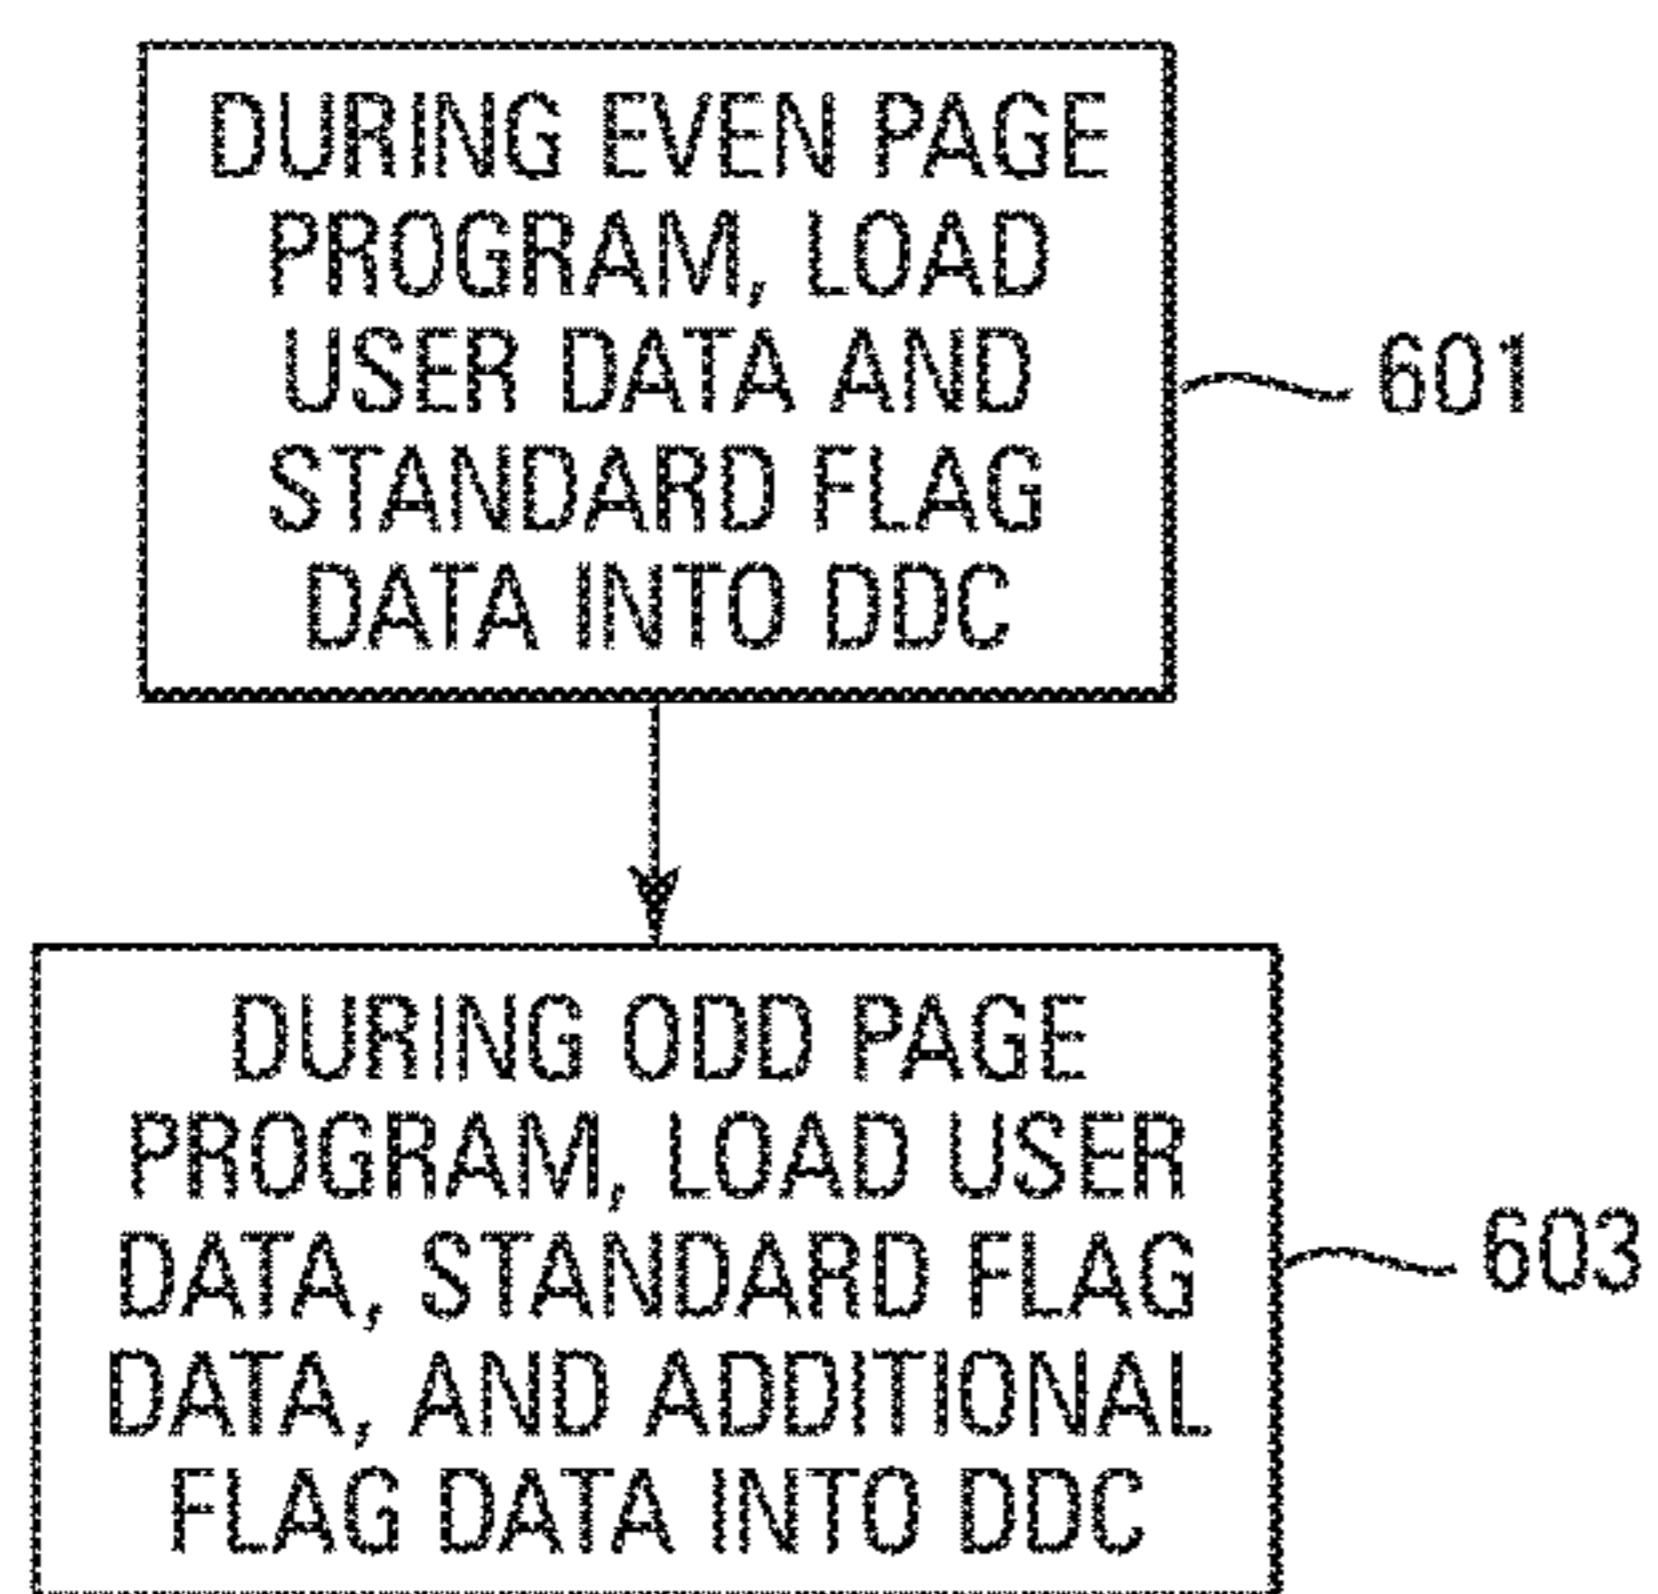 DURING EVEN PAGE
PROGRAM, LOAD
USER DATA AND
STANDARD FLAG
DATA INTO DDC
601
DURING ODD PAGE
PROGRAM, LOAD USER
DATA, STANDARD FLAG
DATA, AND ADDITIONAL
FLAG DATA INTO DDC
603